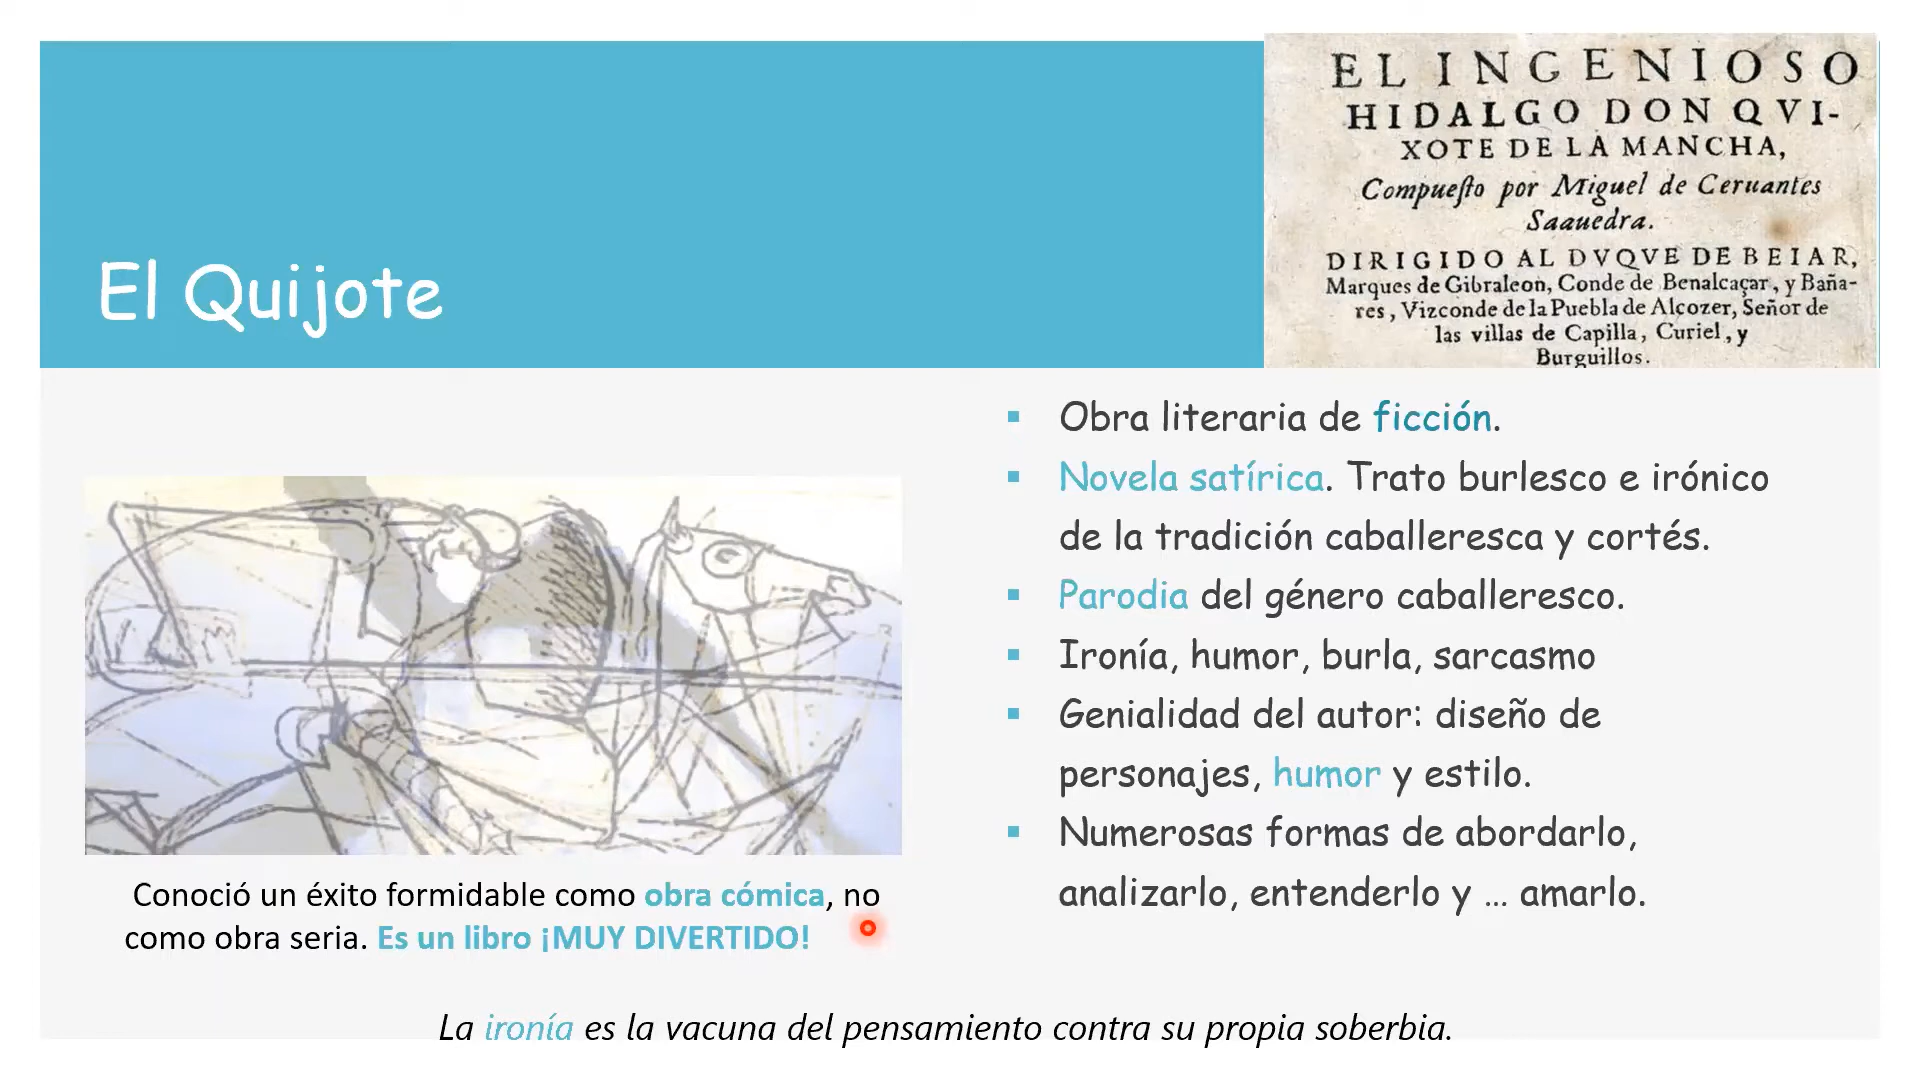 El Quijote
EL INGENIOSO
HIDALGO DON QVI-
XOTE DE LA MANCHA,
Compueſto por Miguel de Ceruantes
Saauedra.
DIRIGIDO AL DVQVE DE BEIAR,
Marques de Gibraleon, Conde de Benalcaçar, y Baña-
res, Vizconde de la Puebla de Alcozer, Señor de
las villas de Capilla, Curiel, y
Burguillos.
▪ Obra literaria de ficción.
▪ Novela satírica. Trato burlesco e irónico
de la tradición caballeresca y cortés.
▪ Parodia del género caballeresco.
▪ Ironía, humor, burla, sarcasmo
▪ Genialidad del autor: diseño de
personajes, humor y estilo.
▪ Numerosas formas de abordarlo,
analizarlo, entenderlo y ... amarlo.
Conoció un éxito formidable como obra cómica, no
como obra seria. Es un libro ¡MUY DIVERTIDO!
La ironía es la vacuna del pensamiento contra su propia soberbia.